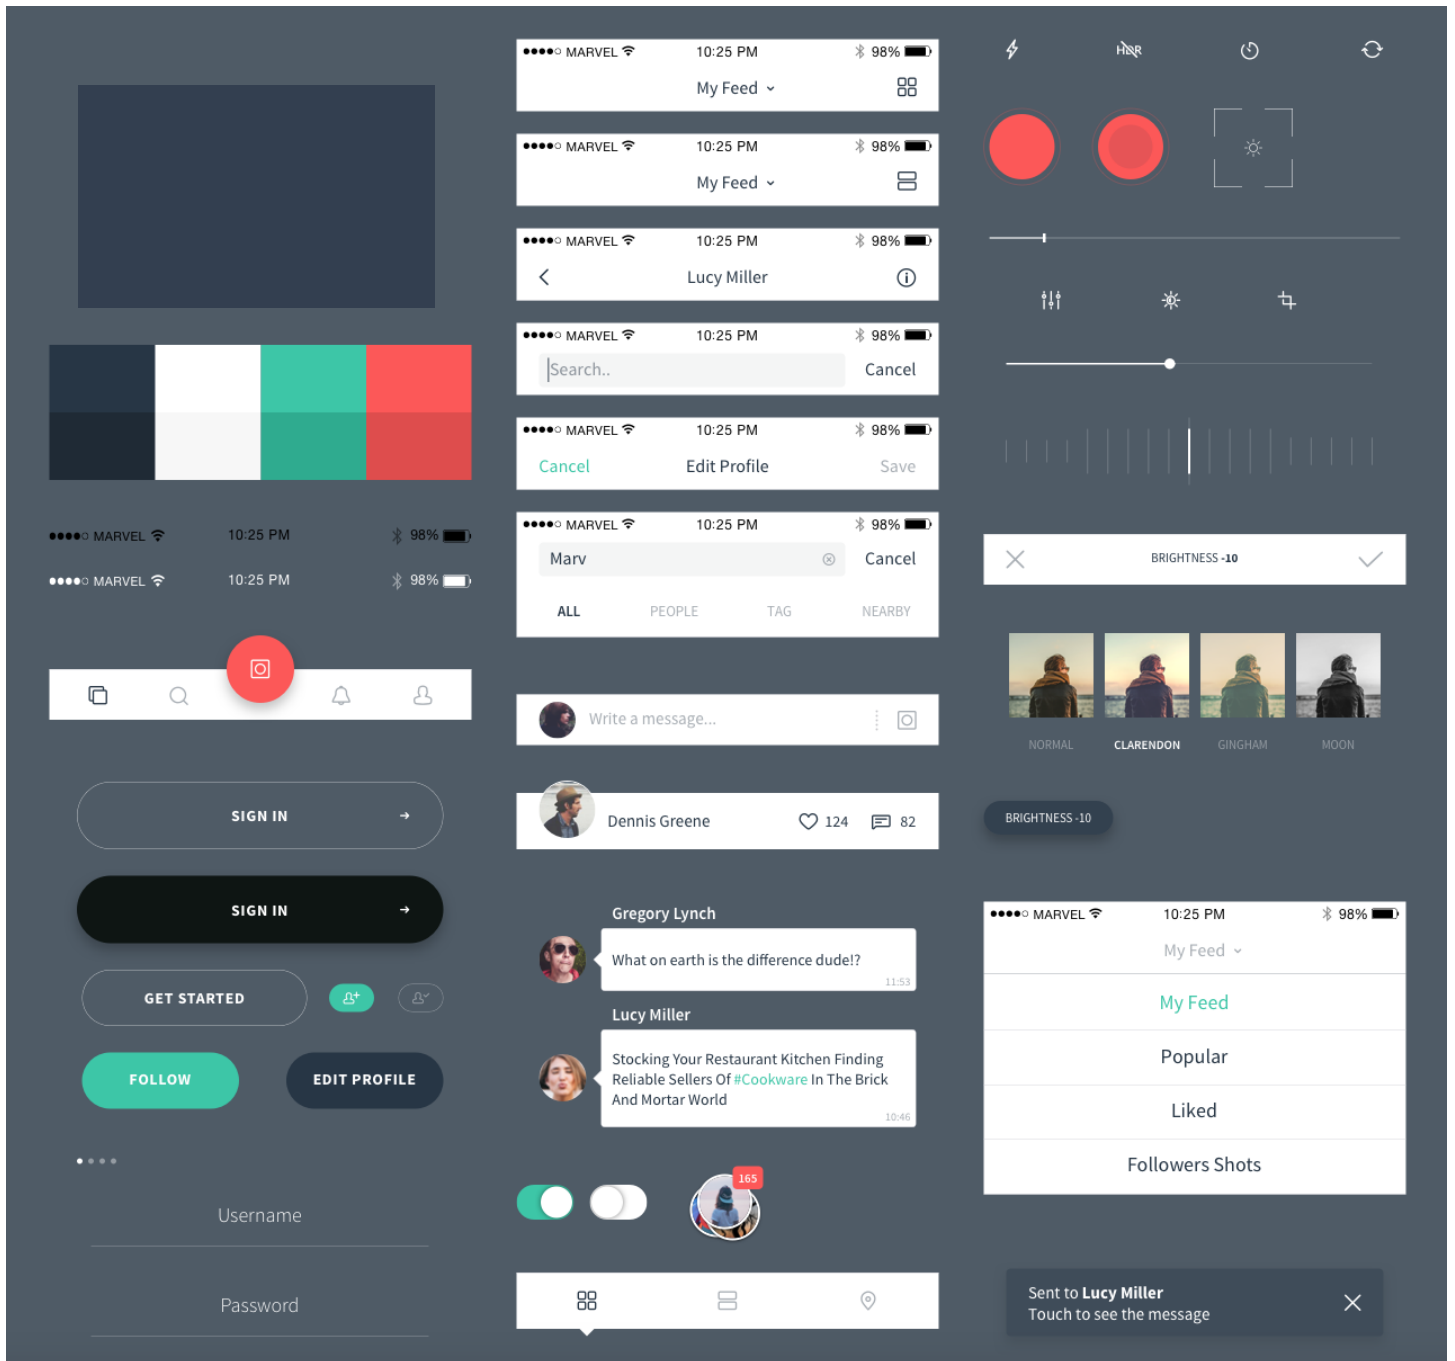 MARVEL 10:25 PM 98%
MARVEL 10:25 PM 98%
SIGN IN
SIGN IN
GET STARTED
FOLLOW
EDIT PROFILE
Username
Password
MARVEL 10:25 PM 98%
My Feed
MARVEL 10:25 PM 98%
My Feed
MARVEL 10:25 PM 98%
Lucy Miller
MARVEL 10:25 PM 98%
Search.. Cancel
MARVEL 10:25 PM 98%
Cancel Edit Profile Save
MARVEL 10:25 PM 98%
Marv Cancel
ALL PEOPLE TAG NEARBY
Write a message...
Dennis Greene 124 82
Gregory Lynch
What on earth is the difference dude!?
11:53
Lucy Miller
Stocking Your Restaurant Kitchen Finding
Reliable Sellers Of #Cookware In The Brick
And Mortar World
10:46
165
HDR
BRIGHTNESS -10
NORMAL CLARENDON GINGHAM MOON
BRIGHTNESS -10
MARVEL 10:25 PM 98%
My Feed
My Feed
Popular
Liked
Followers Shots
Sent to Lucy Miller
Touch to see the message